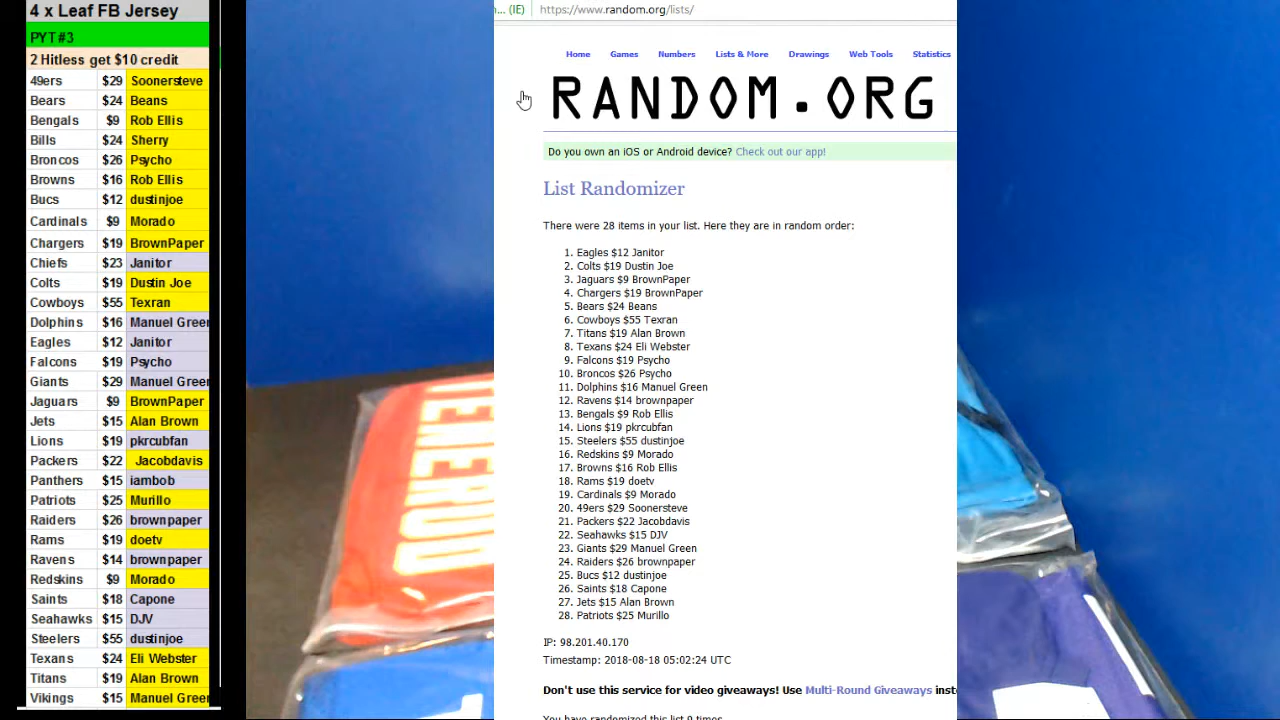 4 x Leaf FB Jersey
PYT #3
2 Hitless get $10 credit
49ers $29 Soonersteve
Bears $24 Beans
Bengals $9 Rob Ellis
Bills $24 Sherry
Broncos $26 Psycho
Browns $16 Rob Ellis
Bucs $12 dustinjoe
Cardinals $9 Morado
Chargers $19 BrownPaper
Chiefs $23 Janitor
Colts $19 Dustin Joe
Cowboys $55 Texran
Dolphins $16 Manuel Green
Eagles $12 Janitor
Falcons $19 Psycho
Giants $29 Manuel Green
Jaguars $9 BrownPaper
Jets $15 Alan Brown
Lions $19 pkrcubfan
Packers $22 Jacobdavis
Panthers $15 iambob
Patriots $25 Murillo
Raiders $26 brownpaper
Rams $19 doetv
Ravens $14 brownpaper
Redskins $9 Morado
Saints $18 Capone
Seahawks $15 DJV
Steelers $55 dustinjoe
Texans $24 Eli Webster
Titans $19 Alan Brown
Vikings $15 Manuel Green
n... (IE) https://www.random.org/lists/
Home Games Numbers Lists & More Drawings Web Tools Statistics
RANDOM.ORG
Do you own an iOS or Android device? Check out our app!
List Randomizer
There were 28 items in your list. Here they are in random order:
1. Eagles $12 Janitor
2. Colts $19 Dustin Joe
3. Jaguars $9 BrownPaper
4. Chargers $19 BrownPaper
5. Bears $24 Beans
6. Cowboys $55 Texran
7. Titans $19 Alan Brown
8. Texans $24 Eli Webster
9. Falcons $19 Psycho
10. Broncos $26 Psycho
11. Dolphins $16 Manuel Green
12. Ravens $14 brownpaper
13. Bengals $9 Rob Ellis
14. Lions $19 pkrcubfan
15. Steelers $55 dustinjoe
16. Redskins $9 Morado
17. Browns $16 Rob Ellis
18. Rams $19 doetv
19. Cardinals $9 Morado
20. 49ers $29 Soonersteve
21. Packers $22 Jacobdavis
22. Seahawks $15 DJV
23. Giants $29 Manuel Green
24. Raiders $26 brownpaper
25. Bucs $12 dustinjoe
26. Saints $18 Capone
27. Jets $15 Alan Brown
28. Patriots $25 Murillo
IP: 98.201.40.170
Timestamp: 2018-08-18 05:02:24 UTC
Don't use this service for video giveaways! Use Multi-Round Giveaways inste
You have randomized this list 9 times